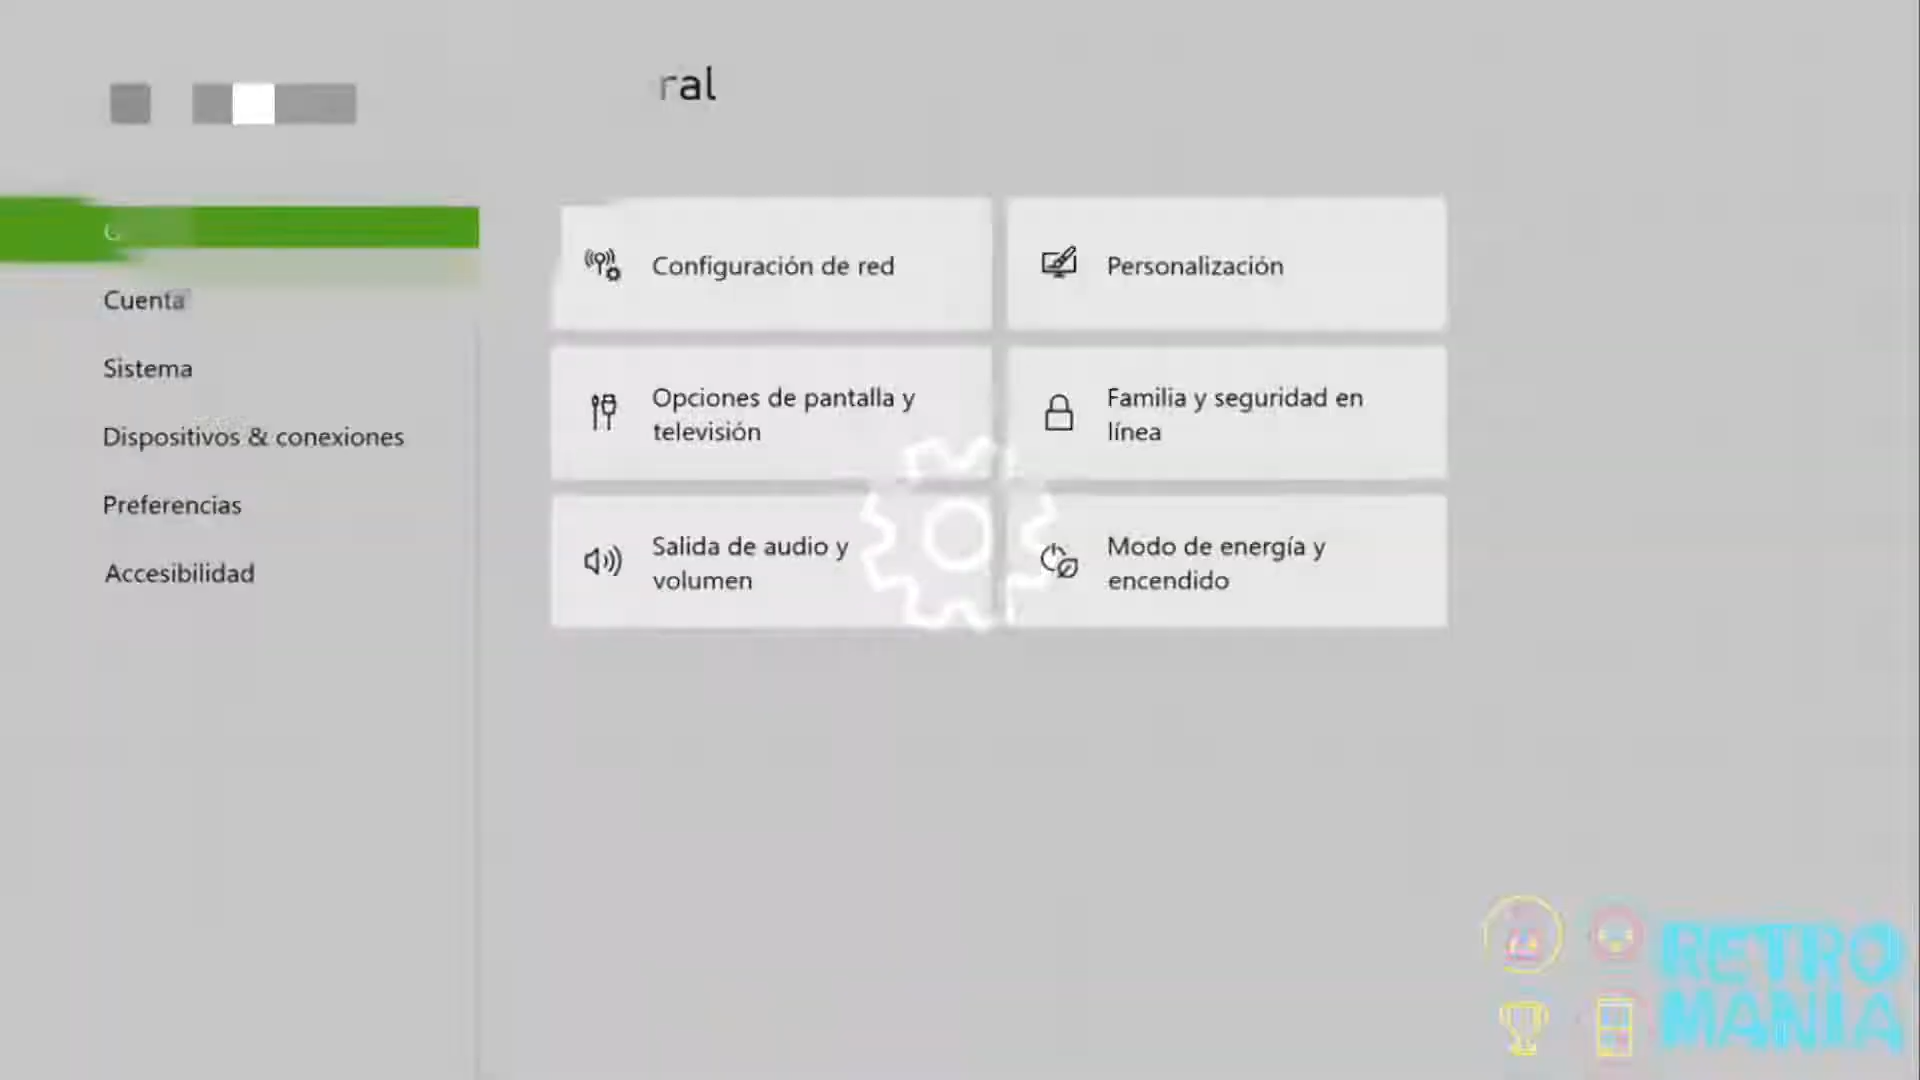 ral
Cuenta
Sistema
Dispositivos & conexiones
Preferencias
Accesibilidad
Configuración de red
Personalización
Opciones de pantalla y
televisión
Familia y seguridad en
línea
Salida de audio y
volumen
Modo de energía y
encendido
RETRO
MANIA